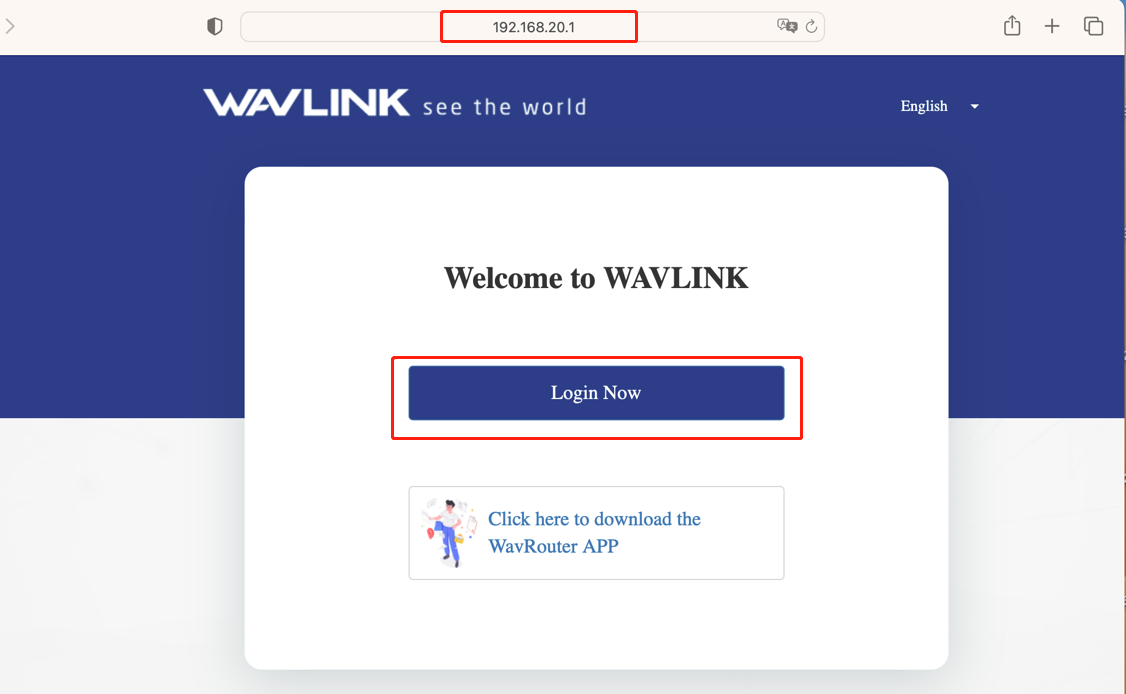 192.168.20.1
WAVLINK see the world
English
Welcome to WAVLINK
Login Now
Click here to download the
WavRouter APP